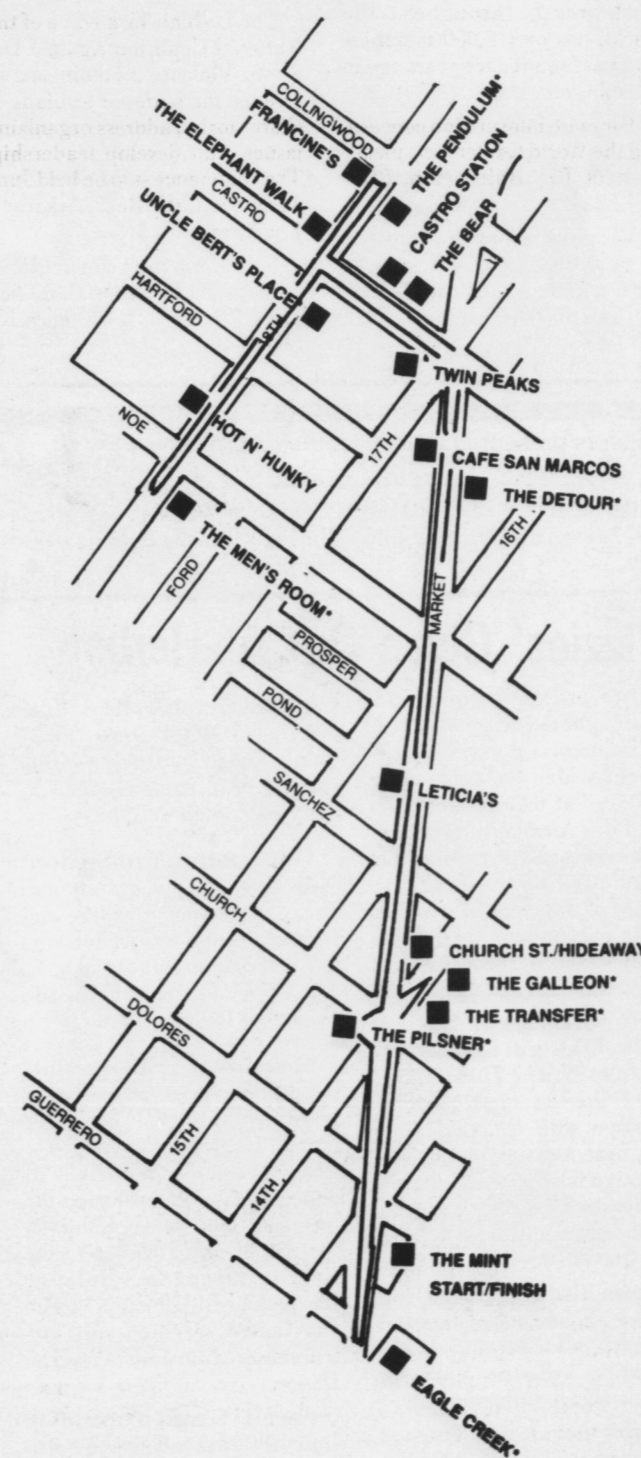 COLLINGWOOD
FRANCINE'S
THE PENDULUM*
THE ELEPHANT WALK
CASTRO STATION
THE BEAR
CASTRO
UNCLE BERT'S PLACE
HARTFORD
TWIN PEAKS
NOE
HOT N' HUNKY
17TH
CAFE SAN MARCOS
THE DETOUR*
16TH
THE MEN'S ROOM*
FORD
MARKET
PROSPER
POND
SANCHEZ
LETICIA'S
CHURCH
CHURCH ST./HIDEAWAY
THE GALLEON*
THE TRANSFER*
THE PILSNER*
DOLORES
GUERRERO
15TH
14TH
THE MINT
START/FINISH
EAGLE CREEK*